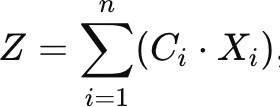 Z = \sum_{i=1}^{n} (C_i \cdot X_i),